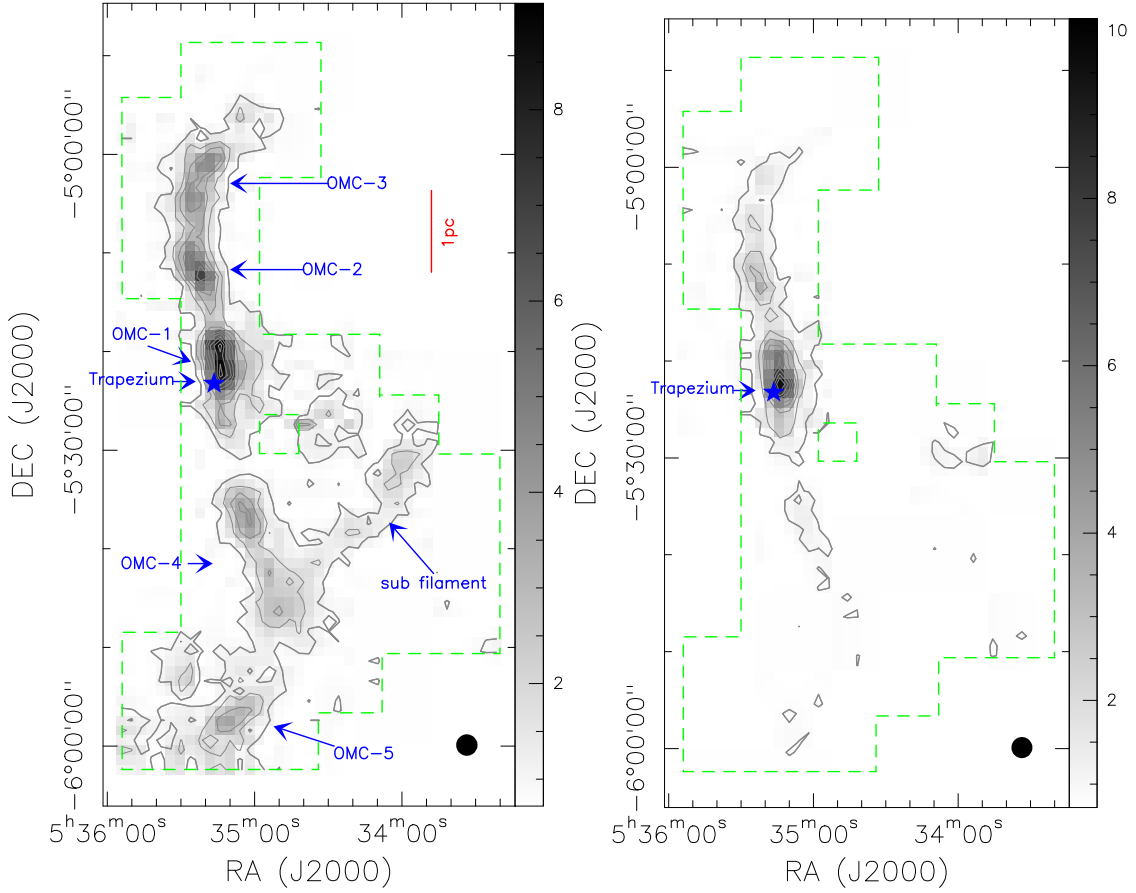 −5°00'00''
−5°30'00''
−6°00'00''
DEC (J2000)
5ʰ36ᵐ00ˢ
35ᵐ00ˢ
34ᵐ00ˢ
RA (J2000)
OMC−3
OMC−2
1pc
OMC−1
Trapezium
OMC−4
sub filament
OMC−5
8
6
4
2
−5°00'00''
−5°30'00''
−6°00'00''
DEC (J2000)
5ʰ36ᵐ00ˢ
35ᵐ00ˢ
34ᵐ00ˢ
RA (J2000)
Trapezium
10
8
6
4
2